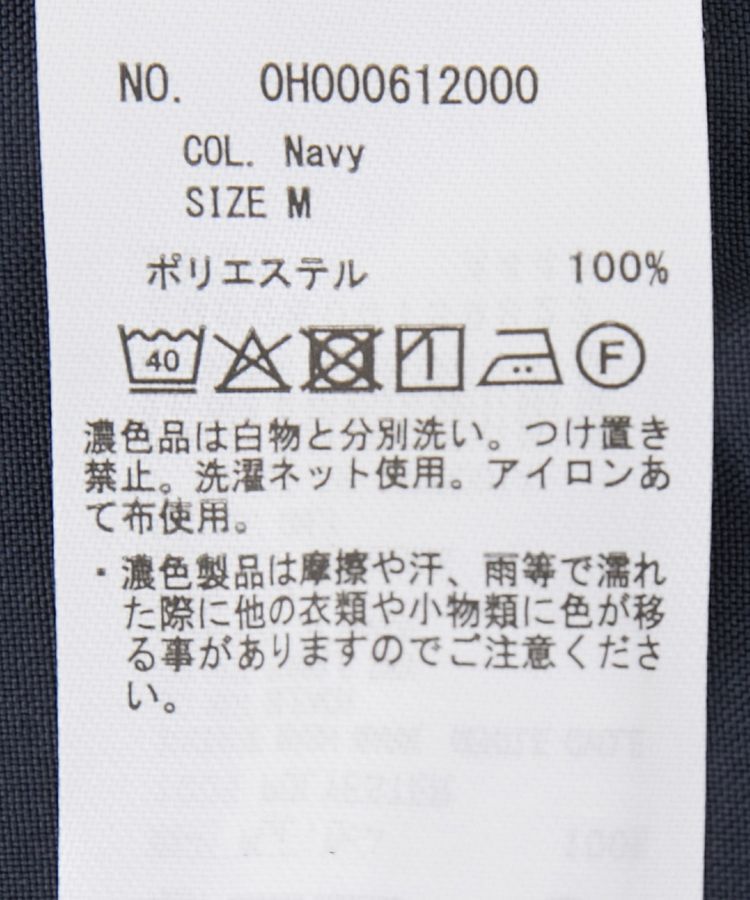 NO. 0H000612000
COL. Navy
SIZE M
ポリエステル 100%
40 F
濃色品は白物と分別洗い。つけ置き
禁止。洗濯ネット使用。アイロンあ
て布使用。
・濃色製品は摩擦や汗、雨等で濡れ
た際に他の衣類や小物類に色が移
る事がありますのでご注意くださ
い。